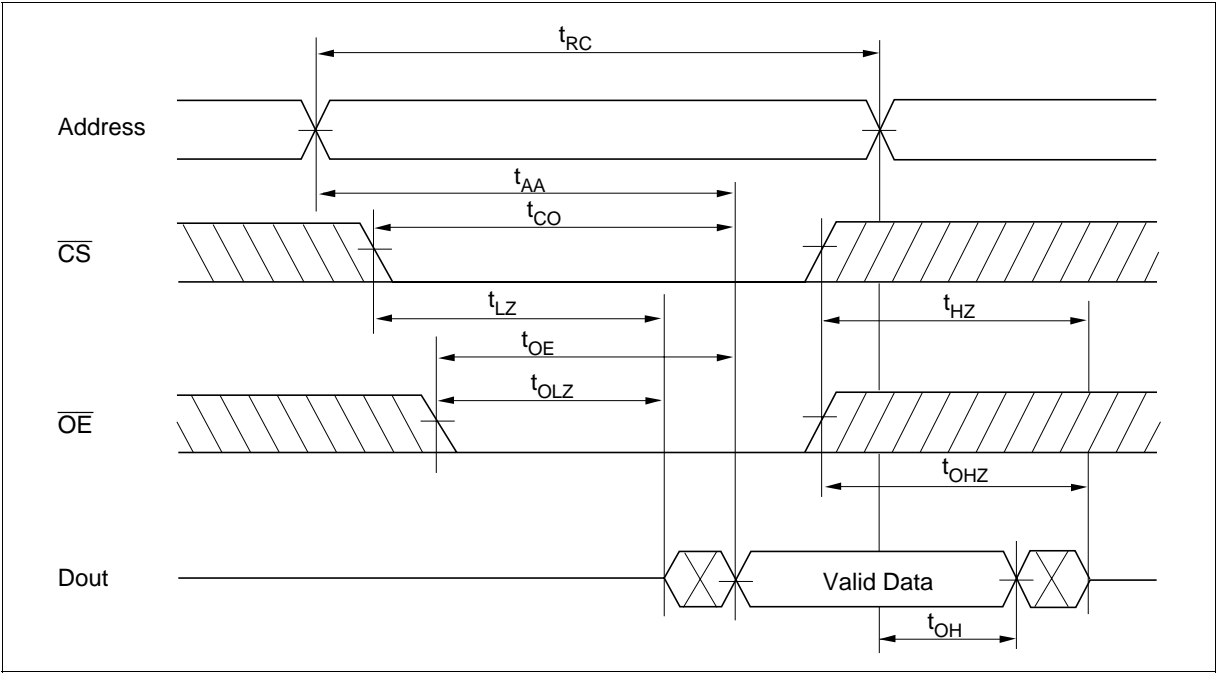 tRC
Address
tAA
tCO
CS
tLZ
tHZ
tOE
tOLZ
OE
tOHZ
Dout
Valid Data
tOH